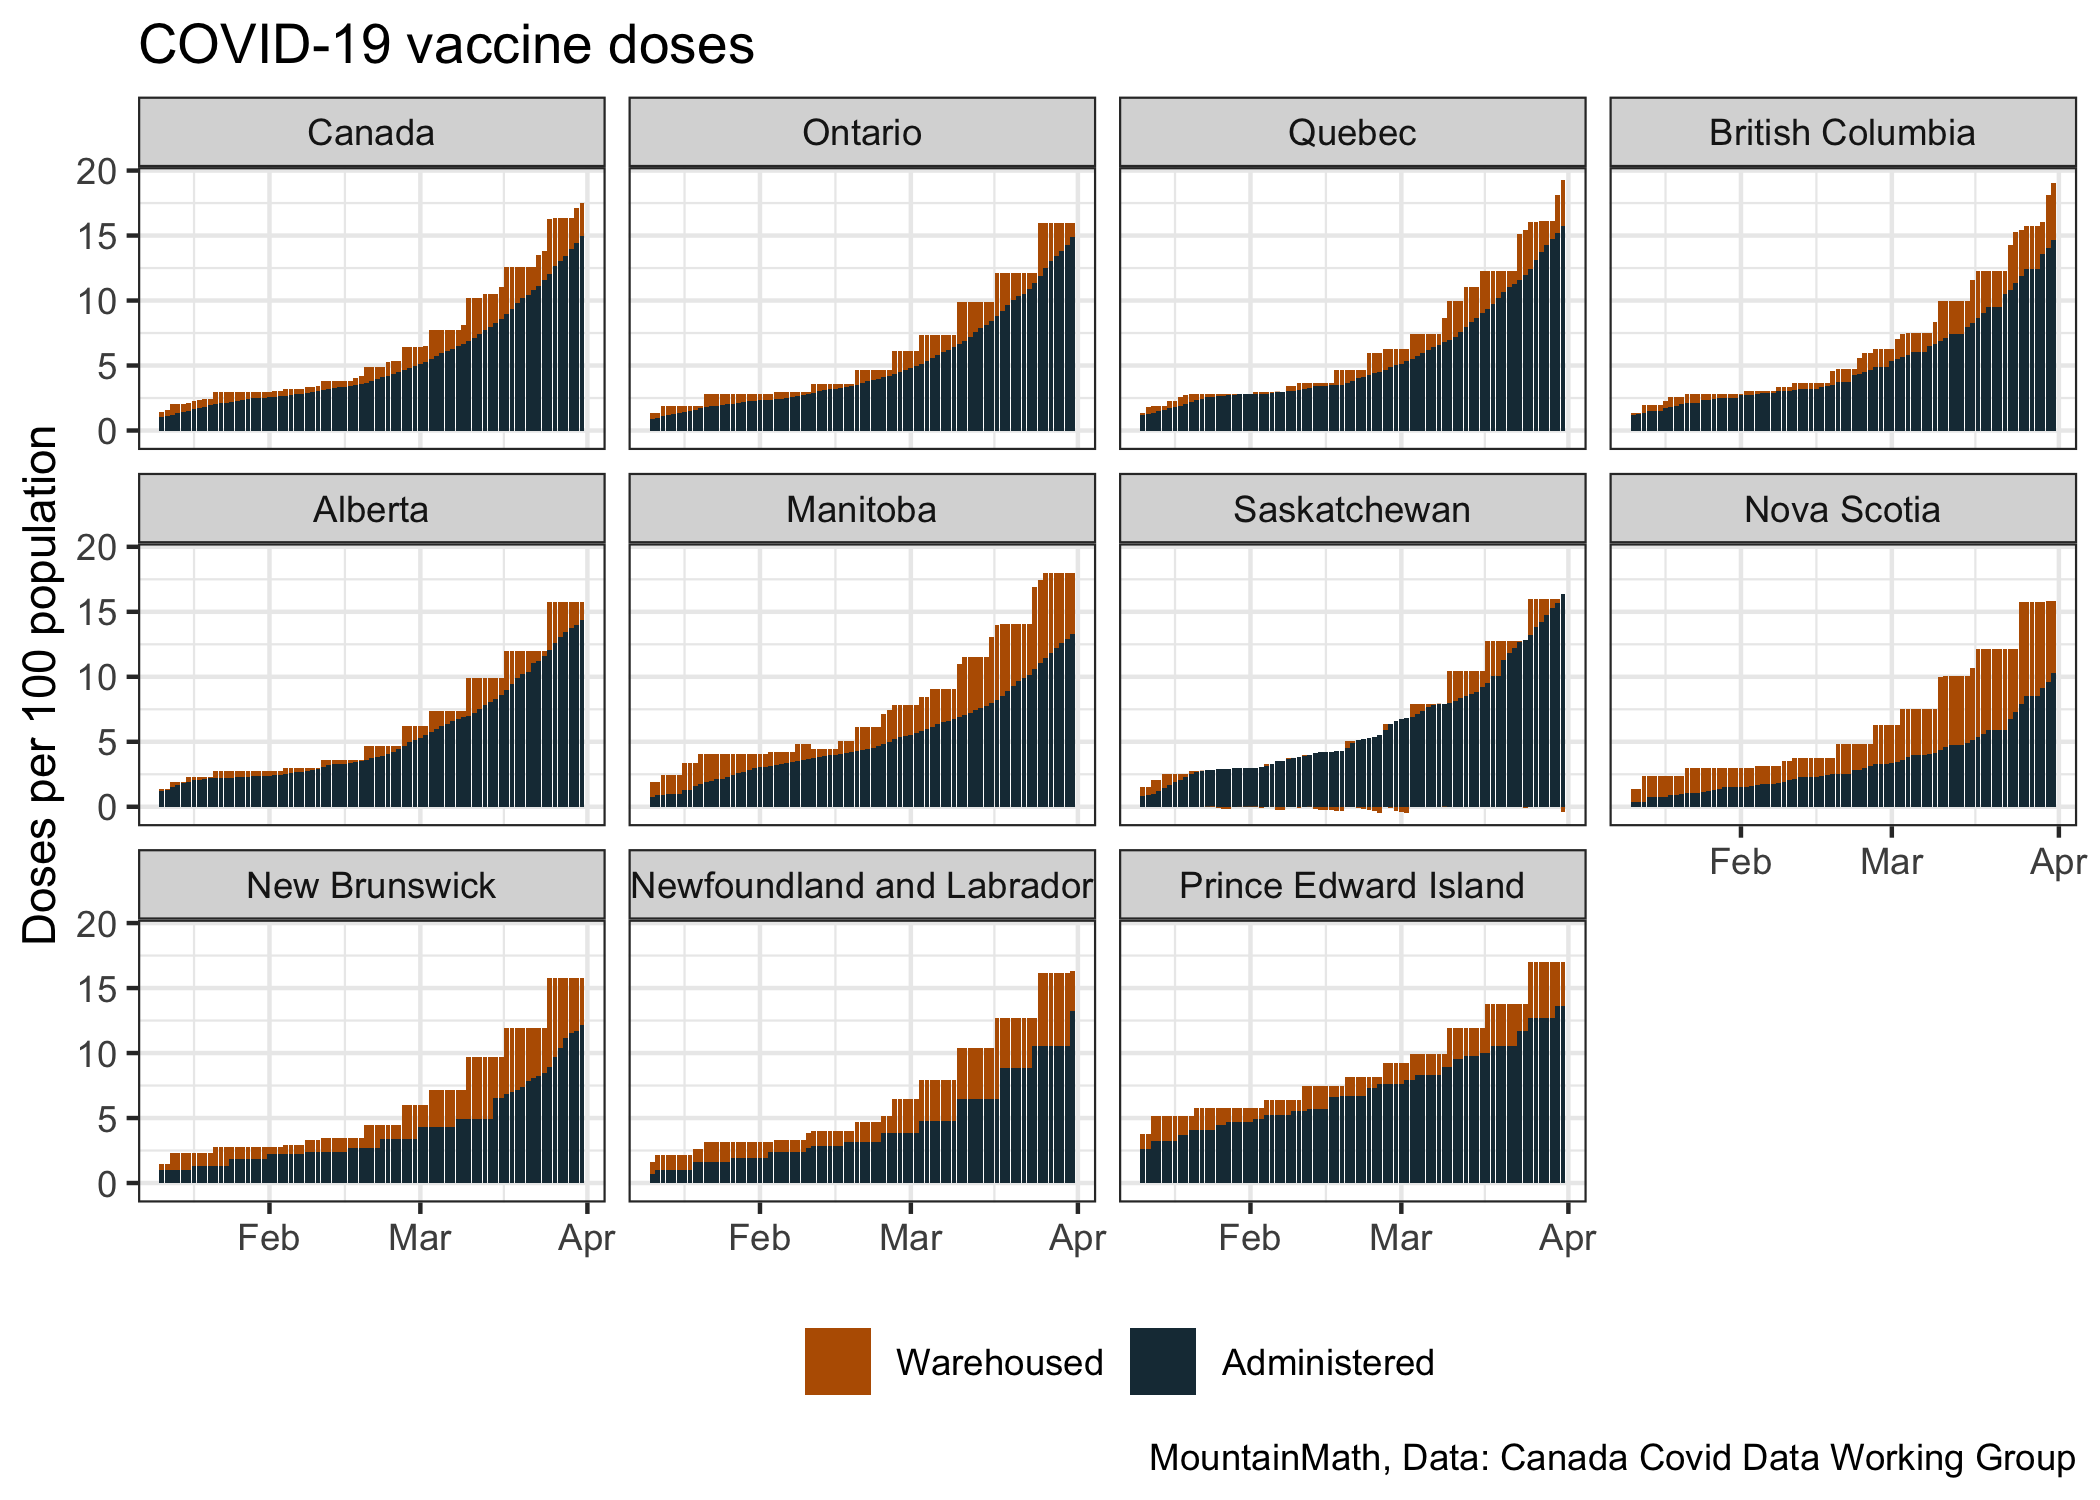 COVID-19 vaccine doses
Canada
Ontario
Quebec
British Columbia
20
15
10
5
0
Alberta
Manitoba
Saskatchewan
Nova Scotia
20
15
10
5
0
Feb Mar Apr
New Brunswick
Newfoundland and Labrador
Prince Edward Island
20
15
10
5
0
Feb Mar Apr
Feb Mar Apr
Feb Mar Apr
Doses per 100 population
Warehoused
Administered
MountainMath, Data: Canada Covid Data Working Group